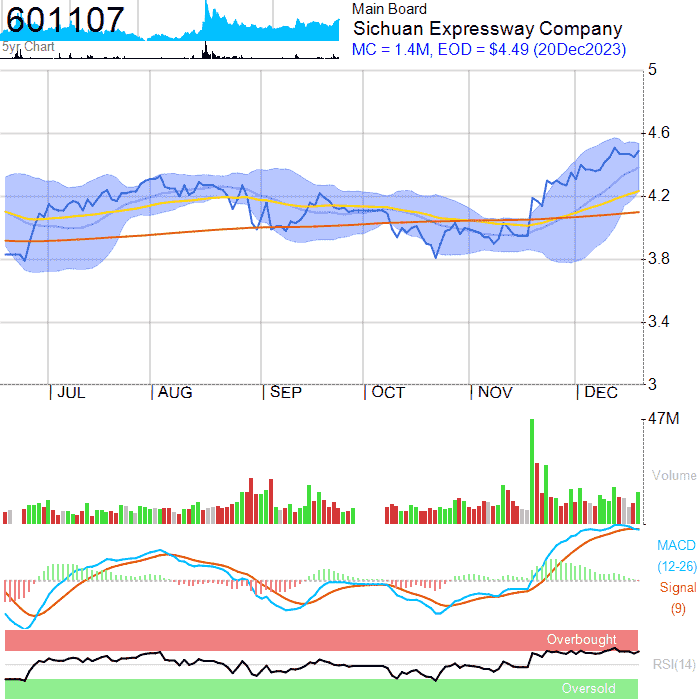 601107
5yr Chart
Main Board
Sichuan Expressway Company
MC = 1.4M, EOD = $4.49 (20Dec2023)
5
4.6
4.2
3.8
3.4
3
JUL AUG SEP OCT NOV DEC
47M
Volume
MACD
(12-26)
Signal
(9)
Overbought
RSI(14)
Oversold